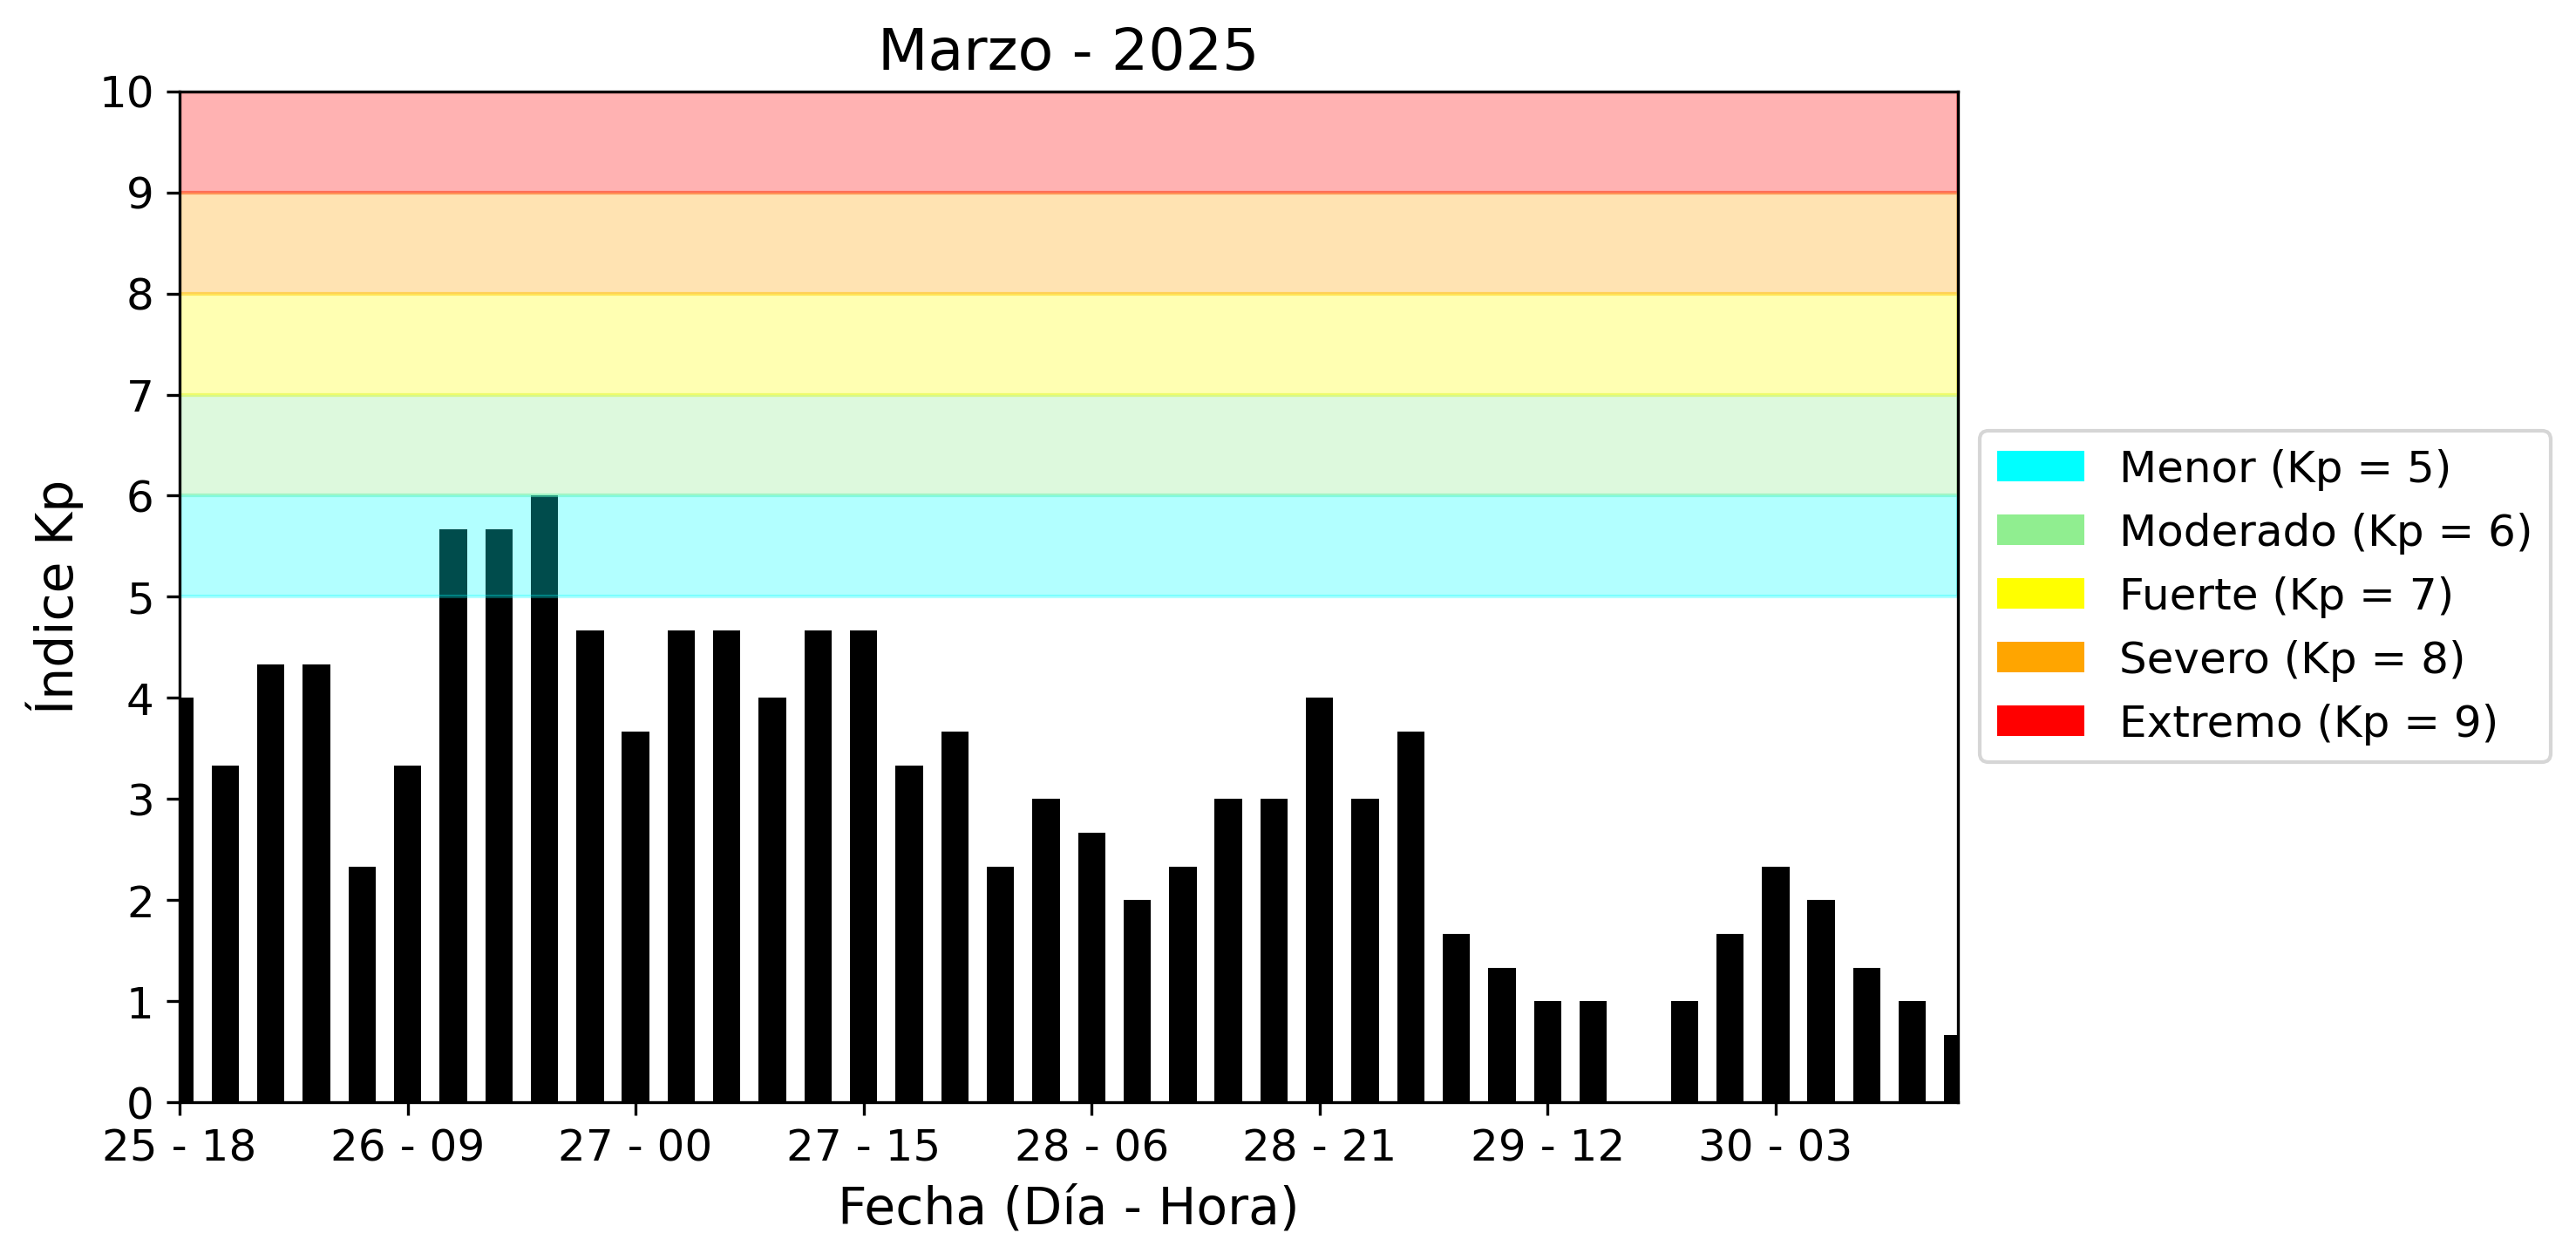 Marzo - 2025
10
9
8
7
6
5
4
3
2
1
0
Índice Kp
25 - 18
26 - 09
27 - 00
27 - 15
28 - 06
28 - 21
29 - 12
30 - 03
Fecha (Día - Hora)
Menor (Kp = 5)
Moderado (Kp = 6)
Fuerte (Kp = 7)
Severo (Kp = 8)
Extremo (Kp = 9)